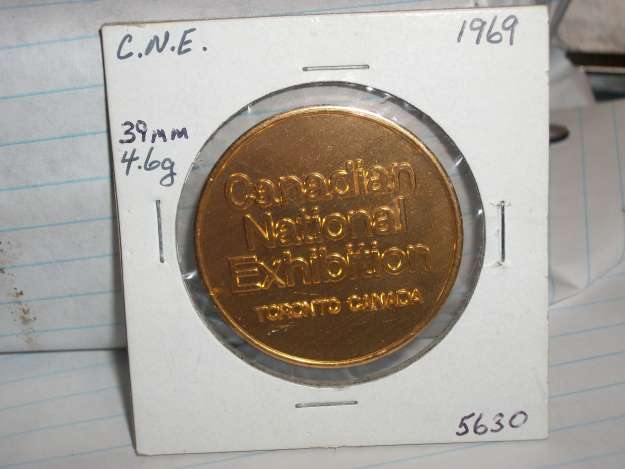 C.N.E.
1969
39mm
4.6g
Canadian
National
Exhibition
TORONTO CANADA
5630